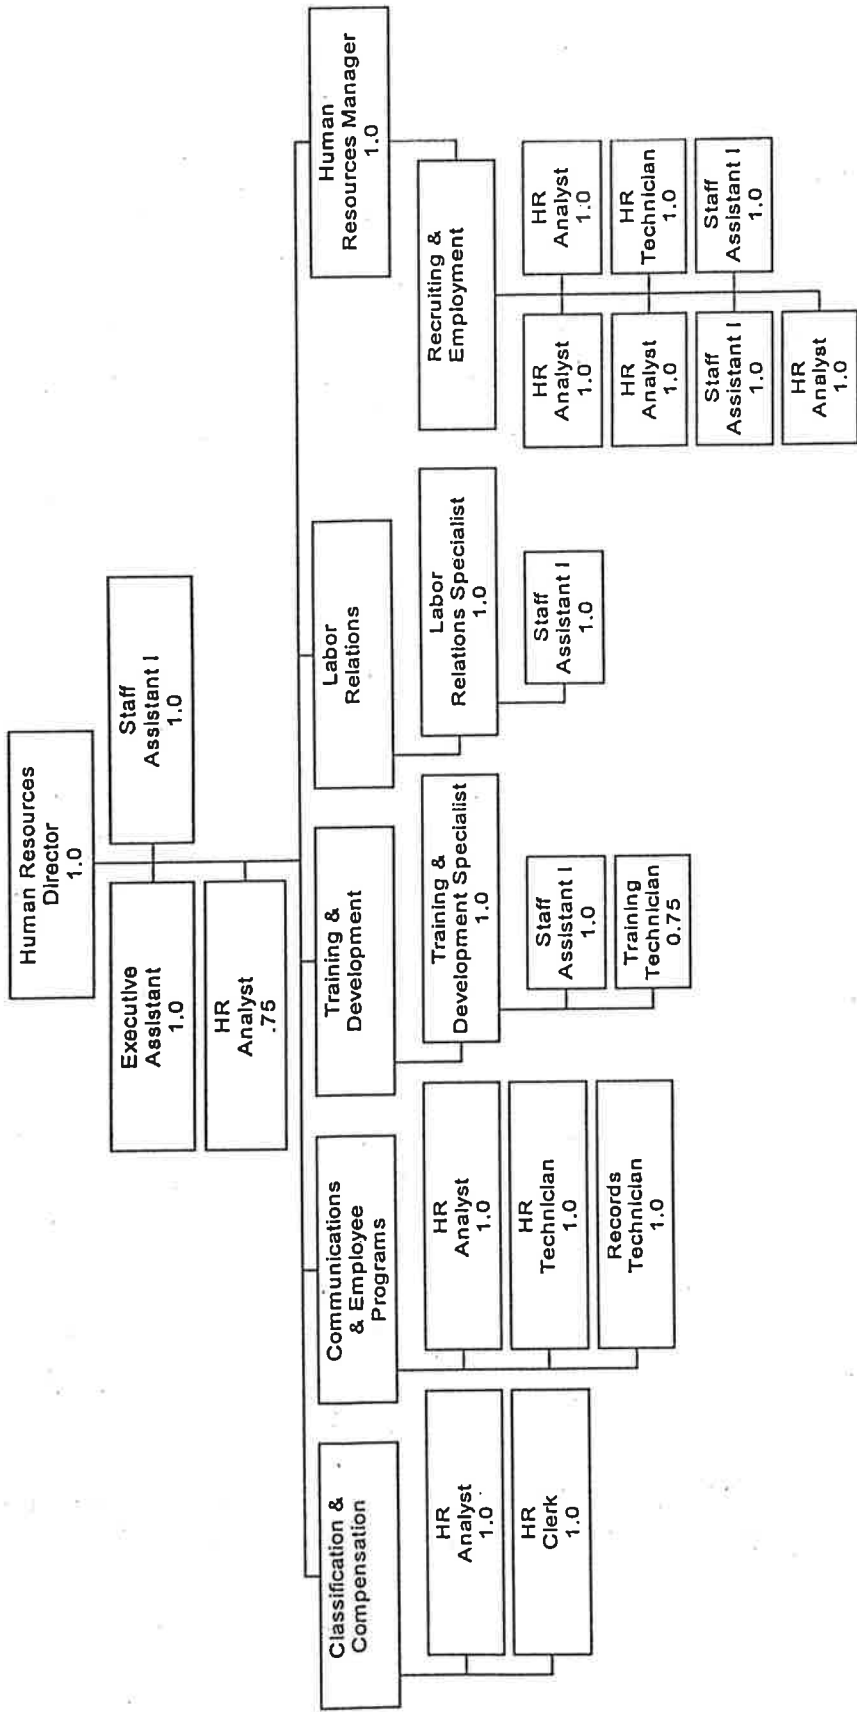 Human Resources
Director
1.0
Executive
Assistant
1.0
Staff
Assistant I
1.0
HR
Analyst
.75
Classification &
Compensation
HR
Analyst
1.0
HR
Clerk
1.0
Communications
& Employee
Programs
HR
Analyst
1.0
HR
Technician
1.0
Records
Technician
1.0
Training &
Development
Training &
Development Specialist
1.0
Staff
Assistant I
1.0
Training
Technician
0.75
Labor
Relations
Labor
Relations Specialist
1.0
Staff
Assistant I
1.0
Human
Resources Manager
1.0
Recruiting &
Employment
HR
Analyst
1.0
HR
Analyst
1.0
HR
Analyst
1.0
HR
Technician
1.0
Staff
Assistant I
1.0
Staff
Assistant I
1.0
HR
Analyst
1.0